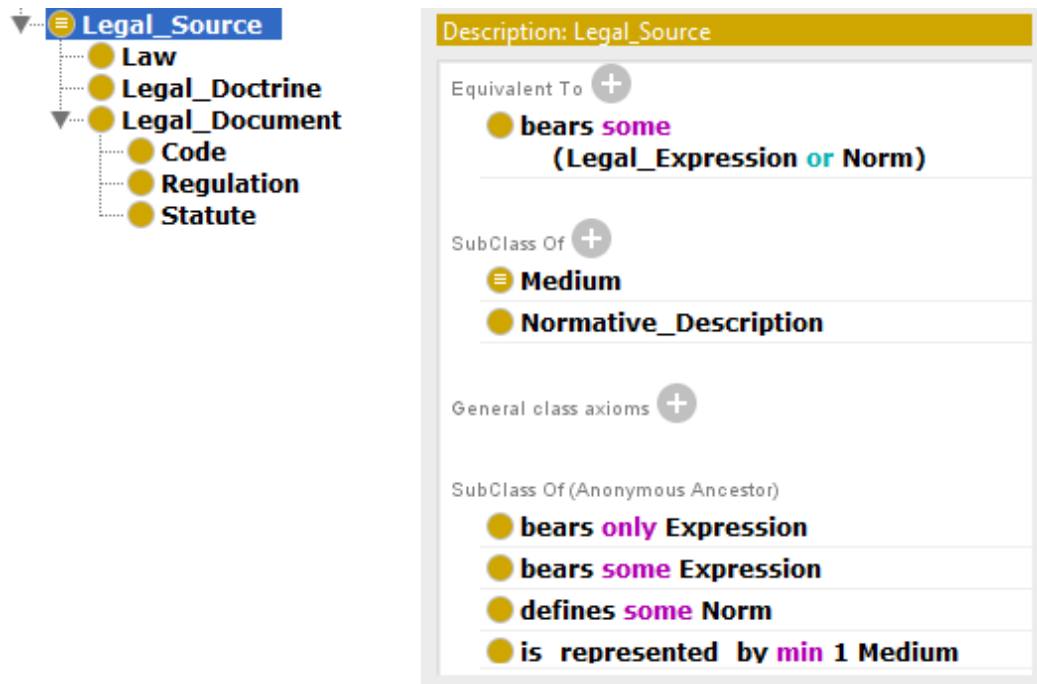 Legal_Source
Law
Legal_Doctrine
Legal_Document
Code
Regulation
Statute
Description: Legal_Source
Equivalent To
bears some
(Legal_Expression or Norm)
SubClass Of
Medium
Normative_Description
General class axioms
SubClass Of (Anonymous Ancestor)
bears only Expression
bears some Expression
defines some Norm
is_represented_by min 1 Medium